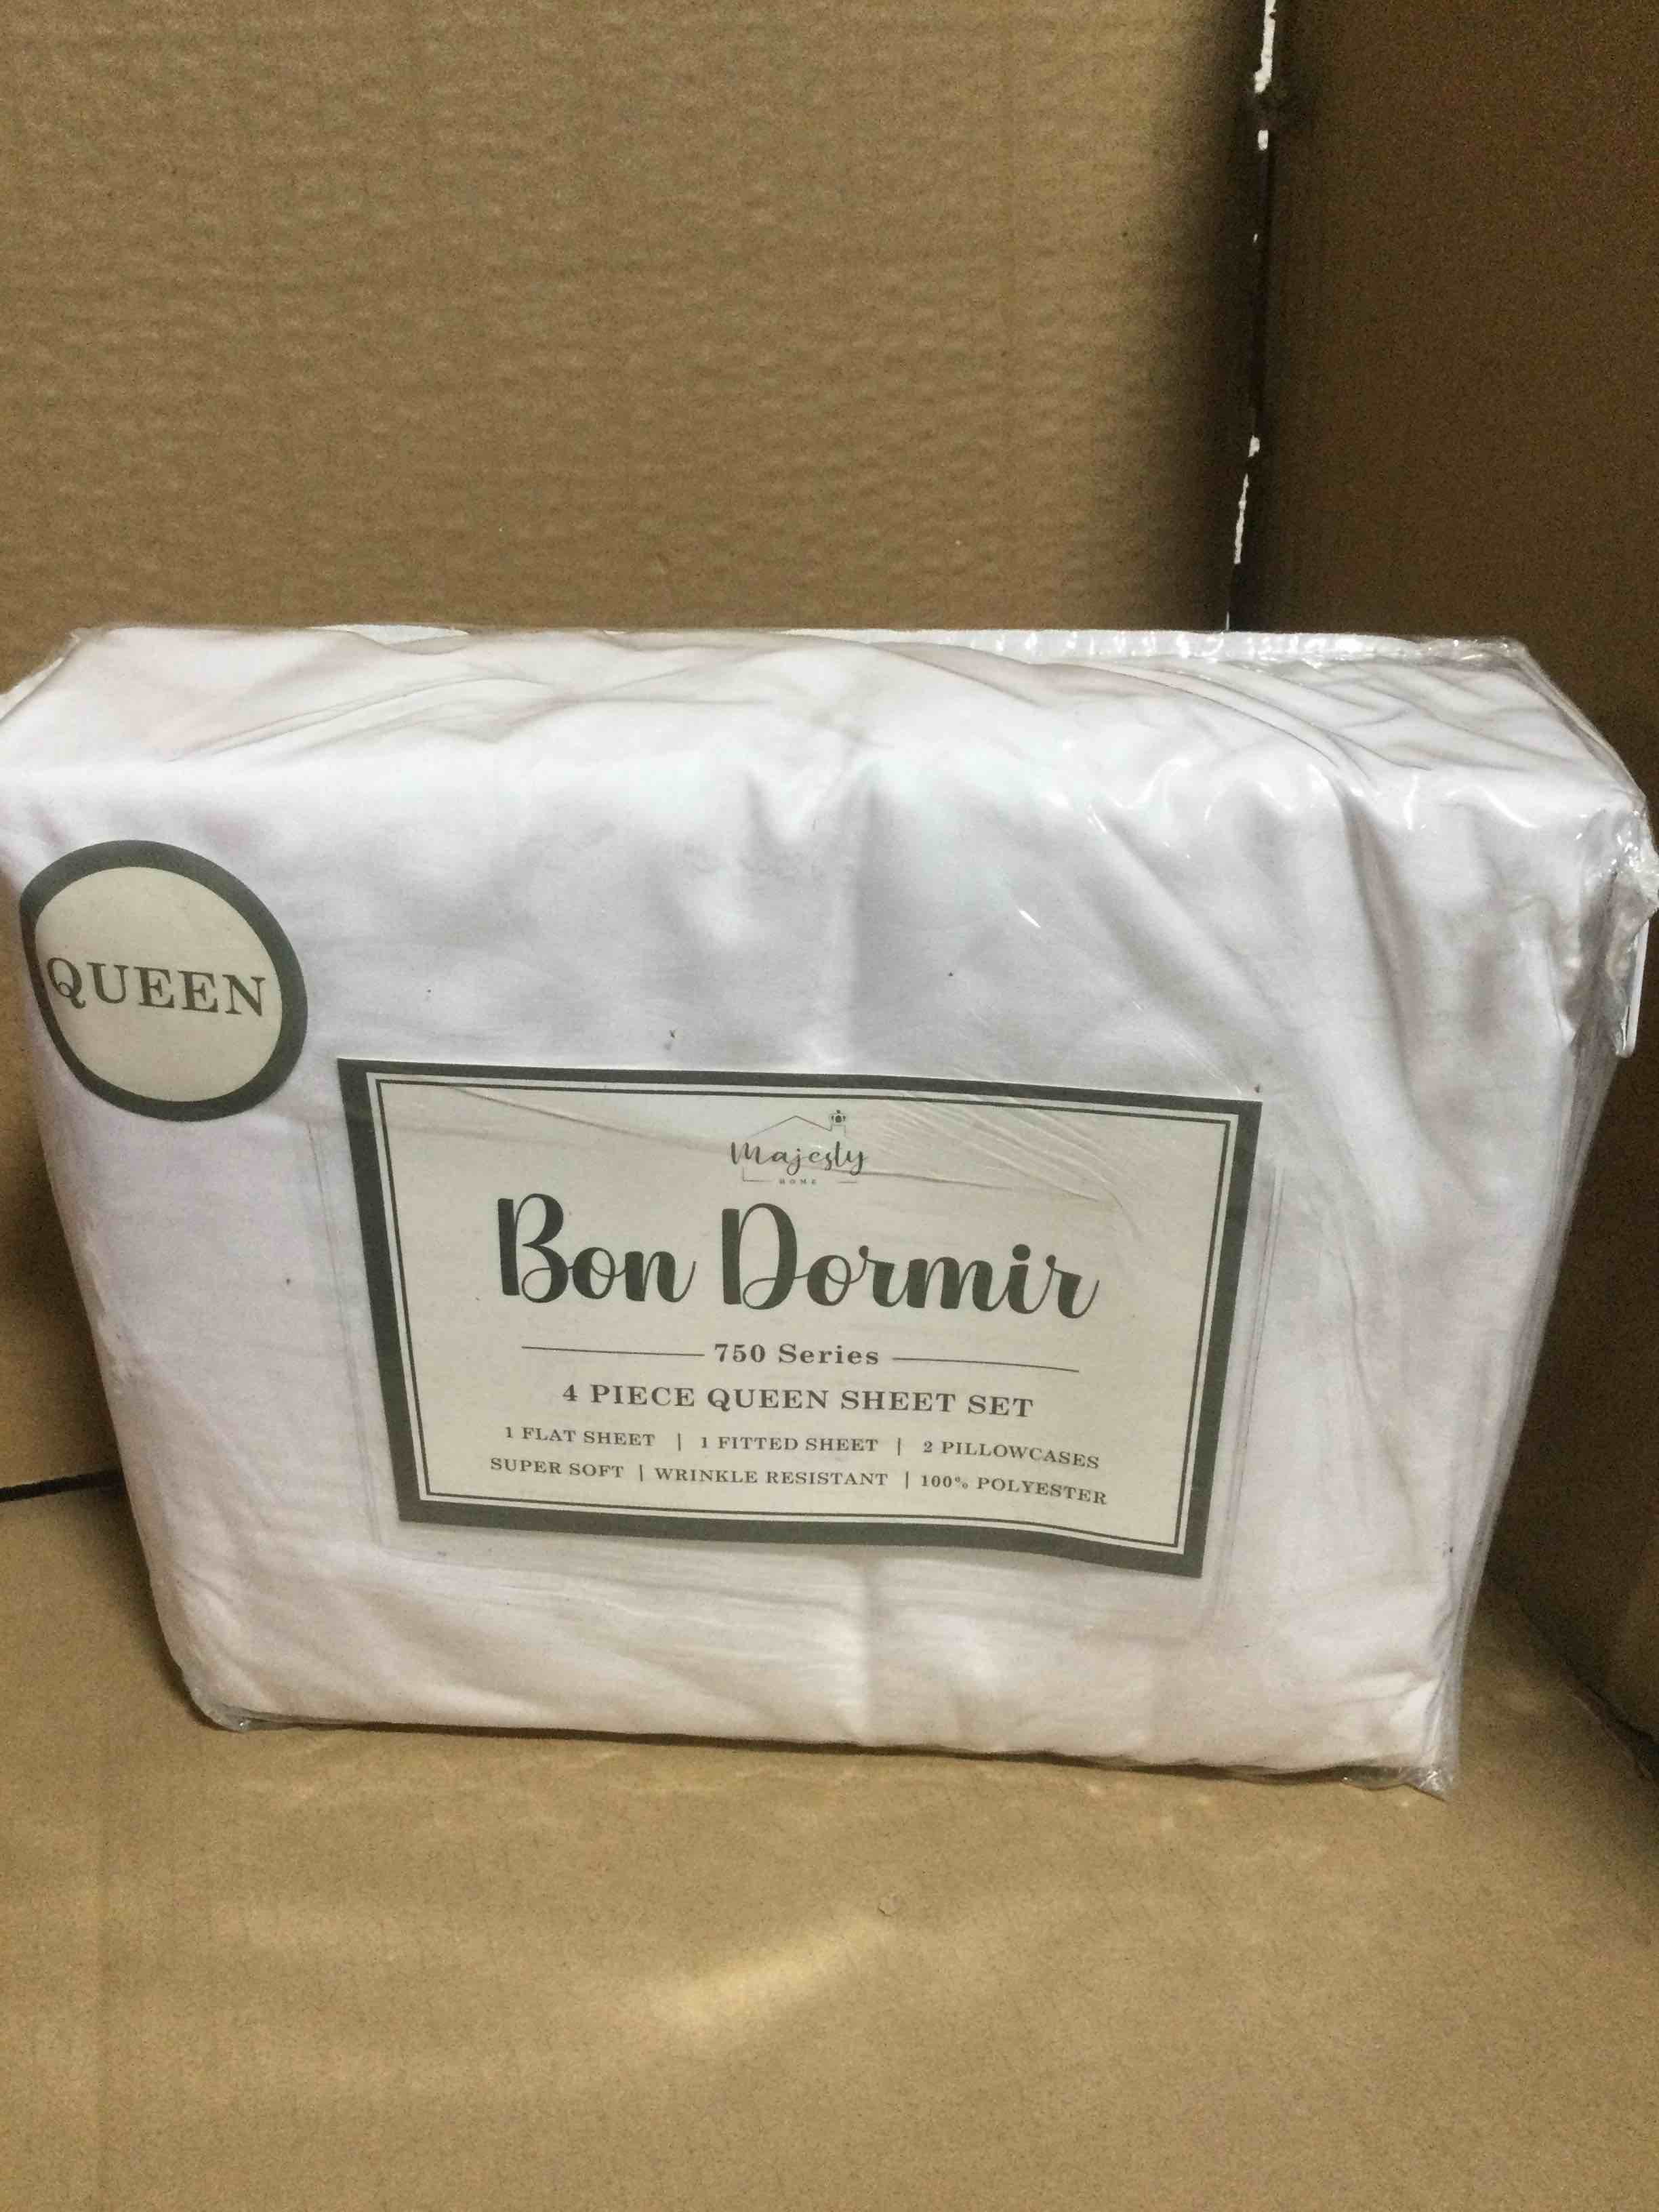 QUEEN
Majesty
HOME
Bon Dormir
750 Series
4 PIECE QUEEN SHEET SET
1 FLAT SHEET | 1 FITTED SHEET | 2 PILLOWCASES
SUPER SOFT | WRINKLE RESISTANT | 100% POLYESTER